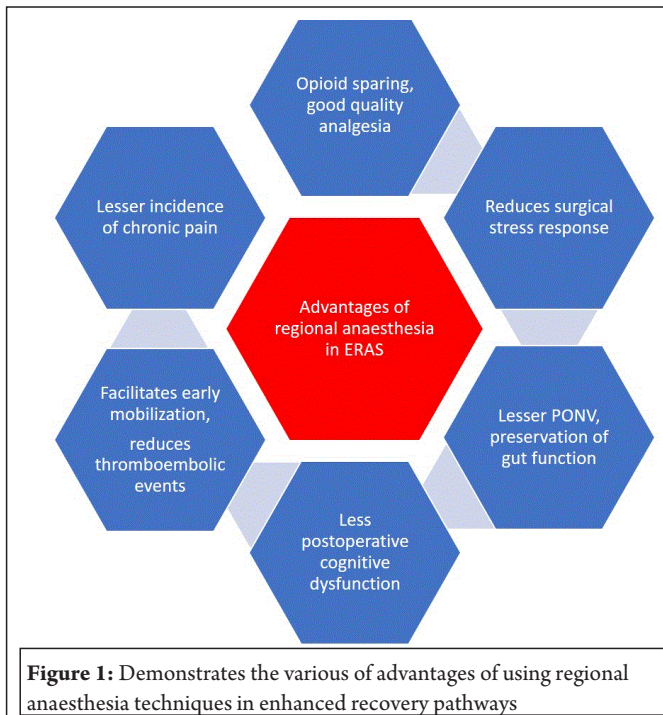 Opioid sparing,
good quality
analgesia
Reduces surgical
stress response
Lesser PONV,
preservation of
gut function
Less
postoperative
cognitive
dysfunction
Facilitates early
mobilization,
reduces
thromboembolic
events
Lesser incidence
of chronic pain
Advantages of
regional anaesthesia
in ERAS
Figure 1: Demonstrates the various of advantages of using regional
anaesthesia techniques in enhanced recovery pathways